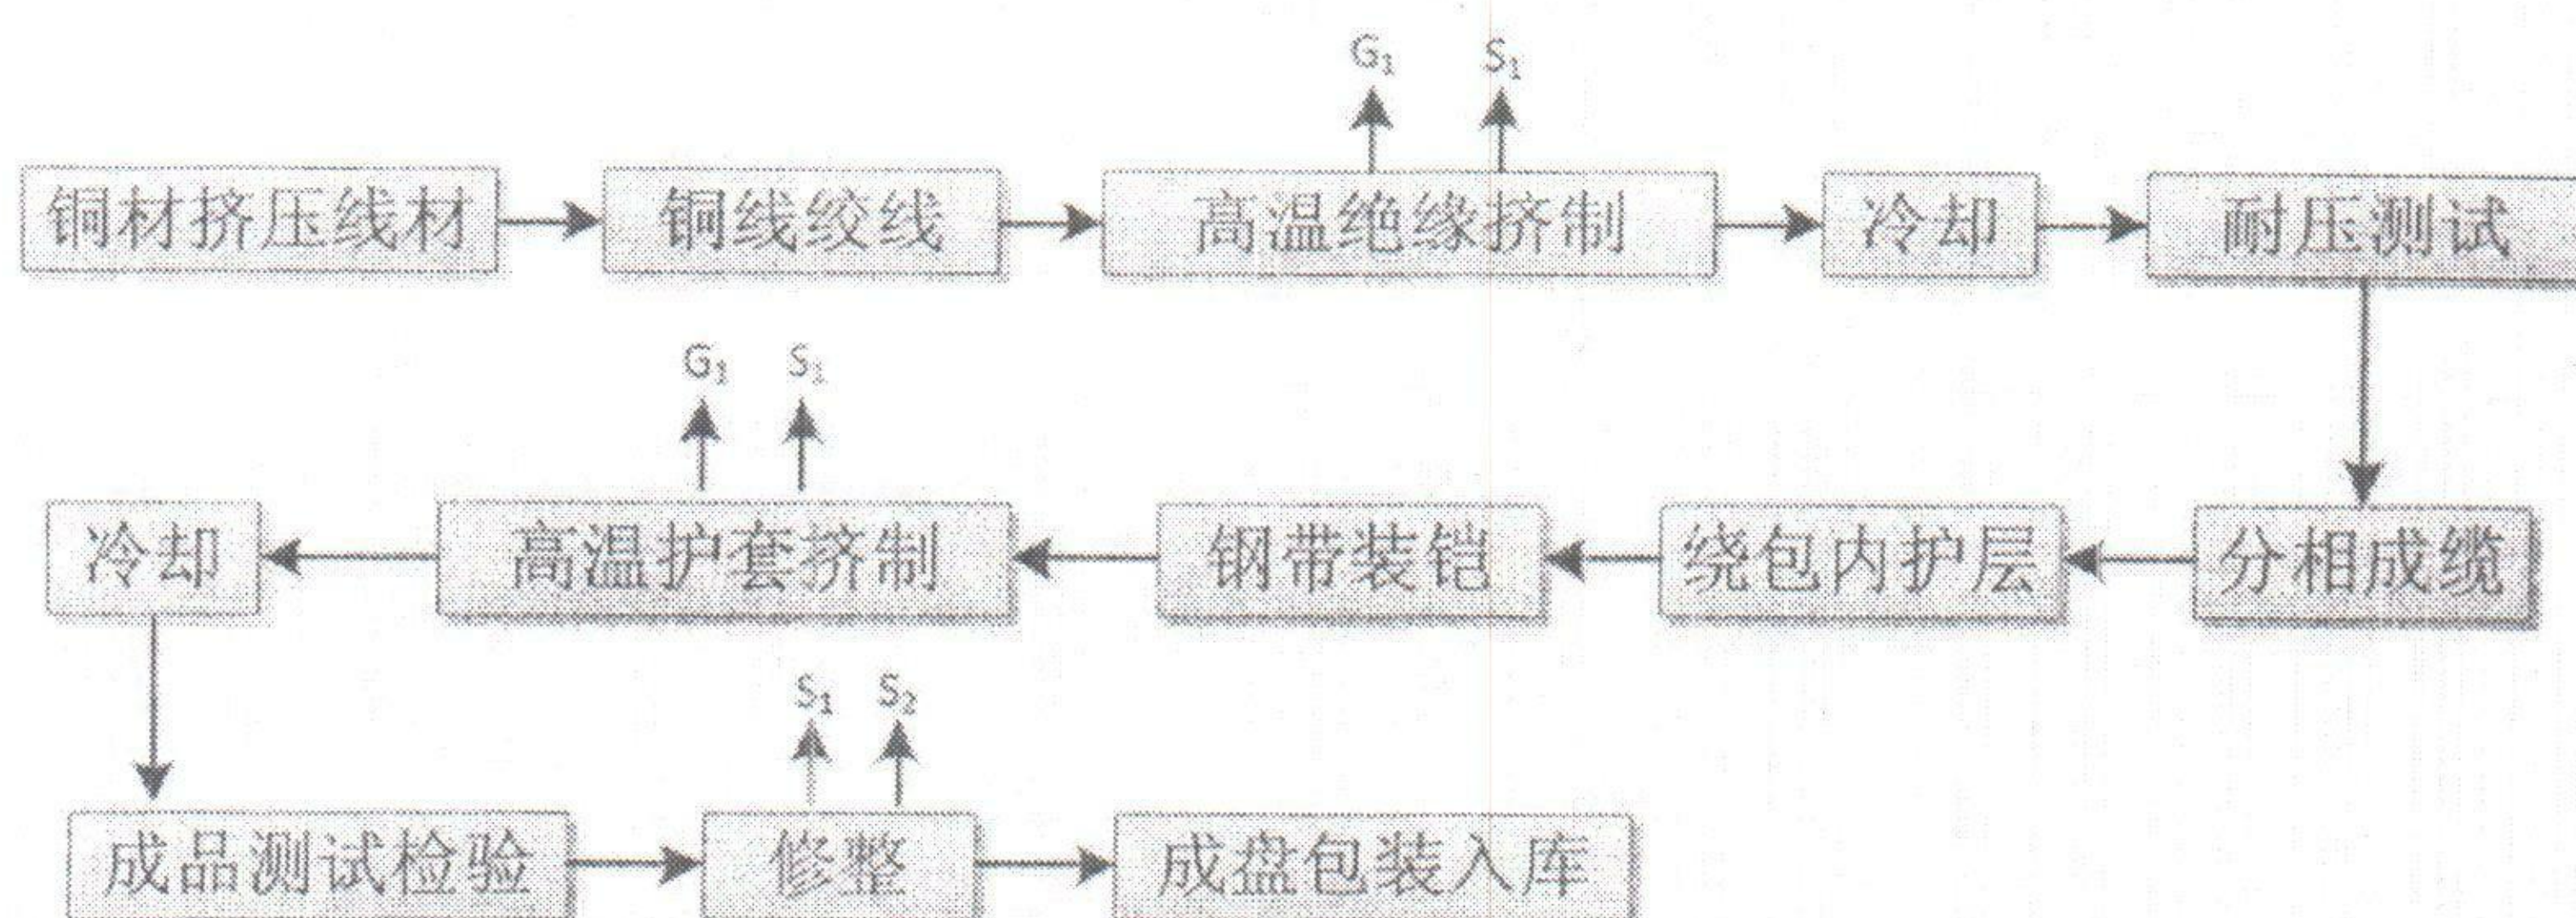 G₁ S₁
铜材挤压线材 铜线绞线 高温绝缘挤制 冷却 耐压测试
G₁ S₁
冷却 高温护套挤制 钢带装铠 绕包内护层 分相成缆
S₁ S₂
成品测试检验 修整 成盘包装入库